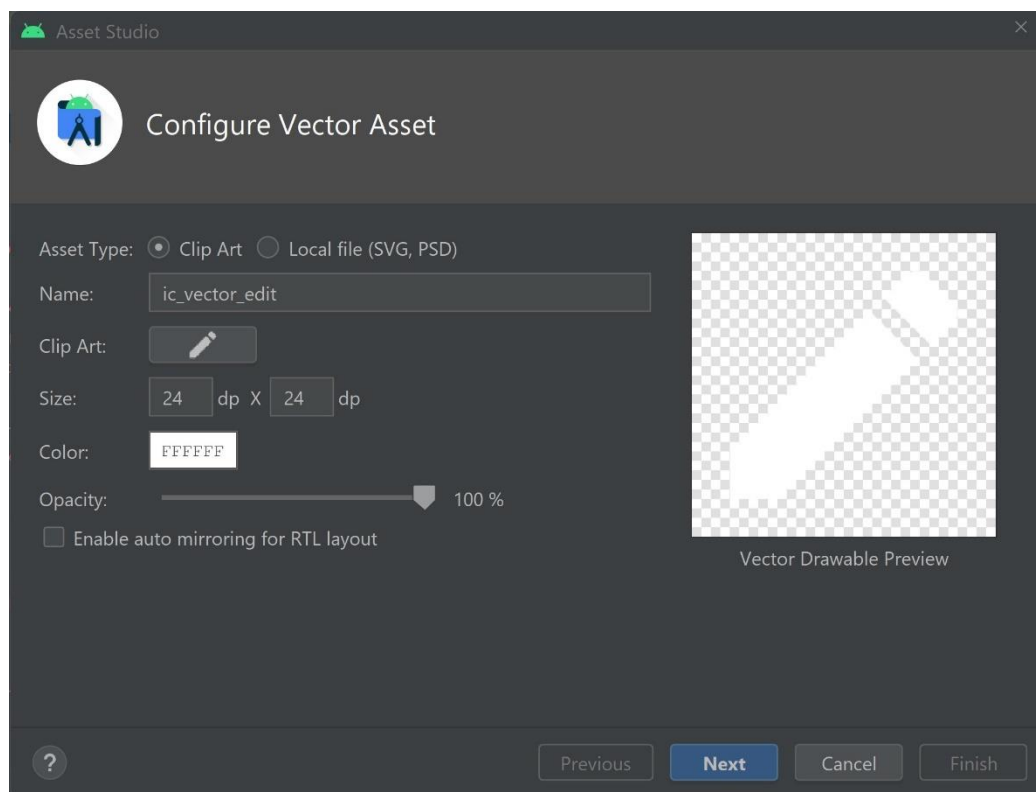 Asset Studio
Configure Vector Asset
Asset Type: Clip Art Local file (SVG, PSD)
Name: ic_vector_edit
Clip Art:
Size: 24 dp X 24 dp
Color: FFFFFF
Opacity: 100 %
Enable auto mirroring for RTL layout
Vector Drawable Preview
? Previous Next Cancel Finish